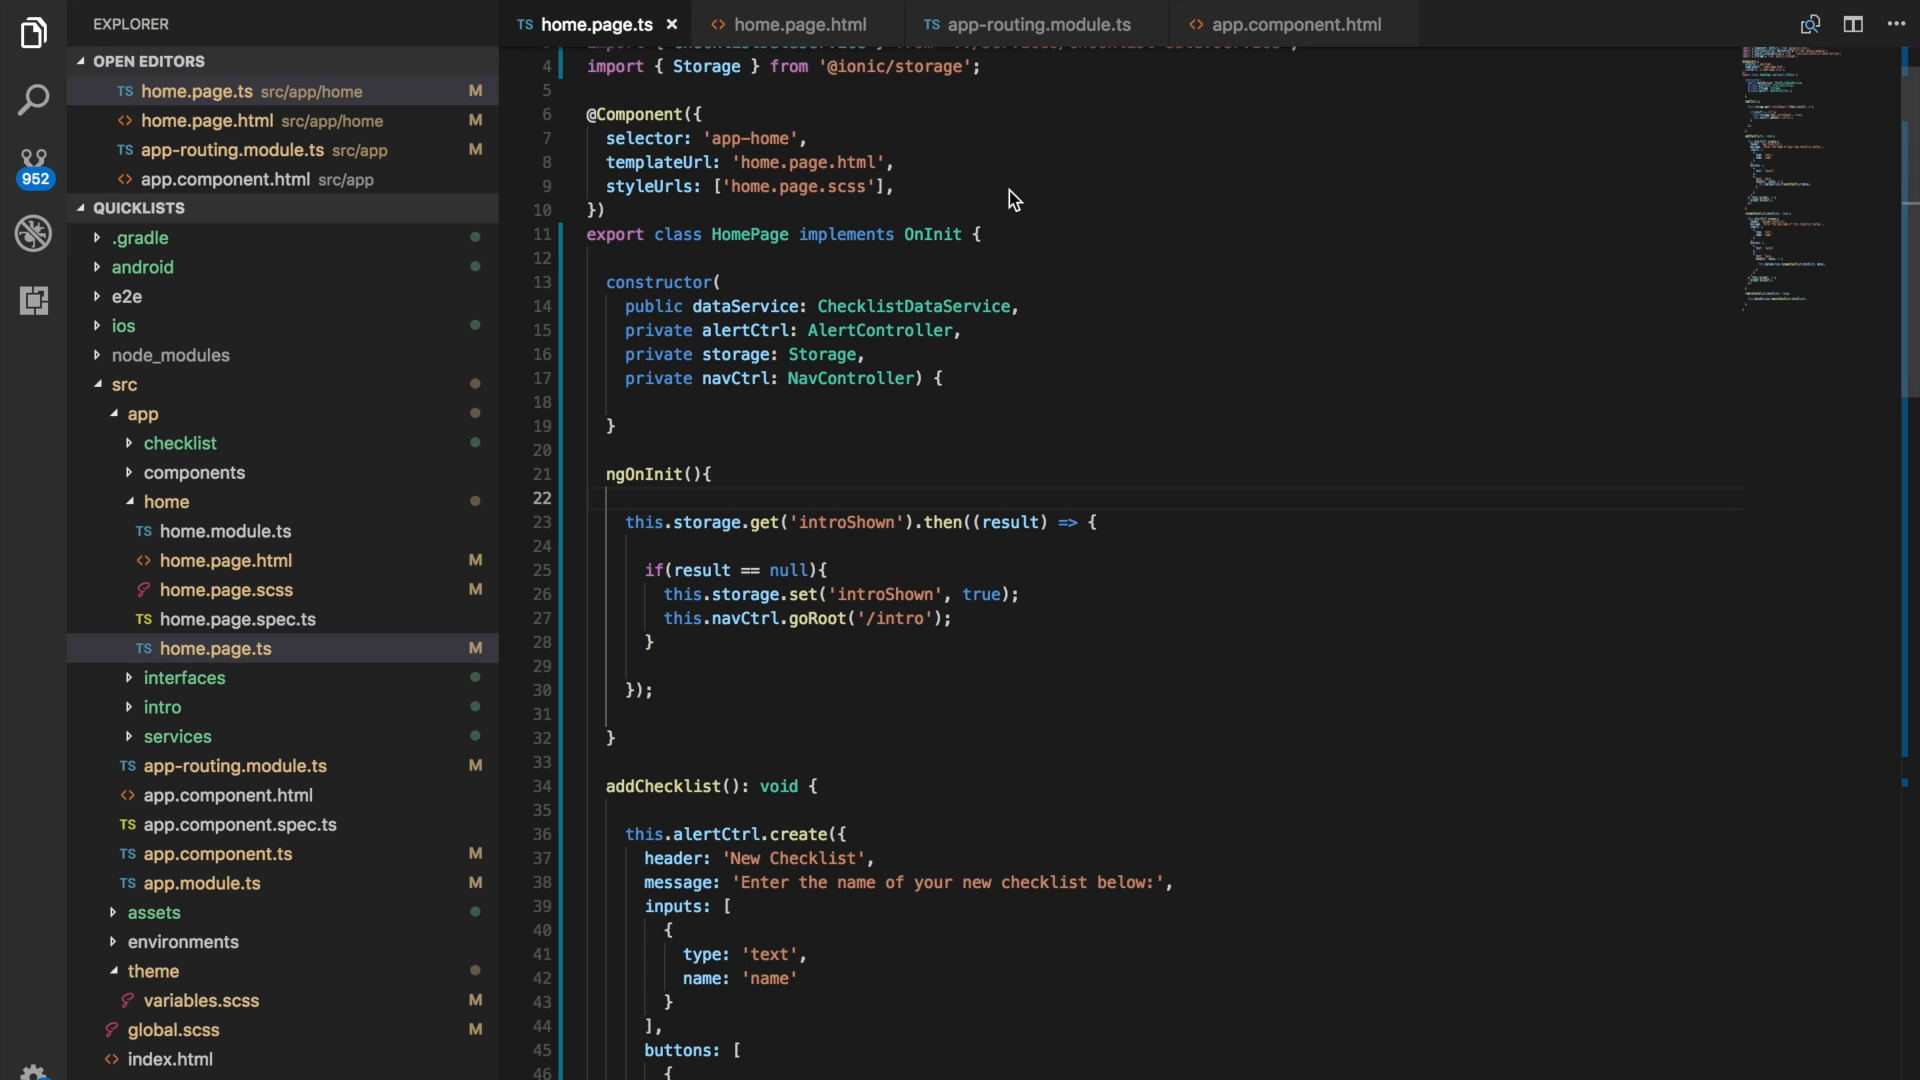 EXPLORER
OPEN EDITORS
TS home.page.ts src/app/home M
<> home.page.html src/app/home M
TS app-routing.module.ts src/app M
<> app.component.html src/app
952
QUICKLISTS
.gradle
android
e2e
ios
node_modules
src
app
checklist
components
home
TS home.module.ts
<> home.page.html M
home.page.scss M
TS home.page.spec.ts
TS home.page.ts M
interfaces
intro
services
TS app-routing.module.ts M
<> app.component.html
TS app.component.spec.ts
TS app.component.ts M
TS app.module.ts M
assets
environments
theme
variables.scss M
global.scss M
<> index.html
TS home.page.ts ×
<> home.page.html
TS app-routing.module.ts
<> app.component.html
4 import { Storage } from '@ionic/storage';
5
6 @Component({
7 selector: 'app-home',
8 templateUrl: 'home.page.html',
9 styleUrls: ['home.page.scss'],
10 })
11 export class HomePage implements OnInit {
12
13 constructor(
14 public dataService: ChecklistDataService,
15 private alertCtrl: AlertController,
16 private storage: Storage,
17 private navCtrl: NavController) {
18
19 }
20
21 ngOnInit(){
22
23 this.storage.get('introShown').then((result) => {
24
25 if(result == null){
26 this.storage.set('introShown', true);
27 this.navCtrl.goRoot('/intro');
28 }
29
30 });
31
32 }
33
34 addChecklist(): void {
35
36 this.alertCtrl.create({
37 header: 'New Checklist',
38 message: 'Enter the name of your new checklist below:',
39 inputs: [
40 {
41 type: 'text',
42 name: 'name'
43 }
44 ],
45 buttons: [
46 {